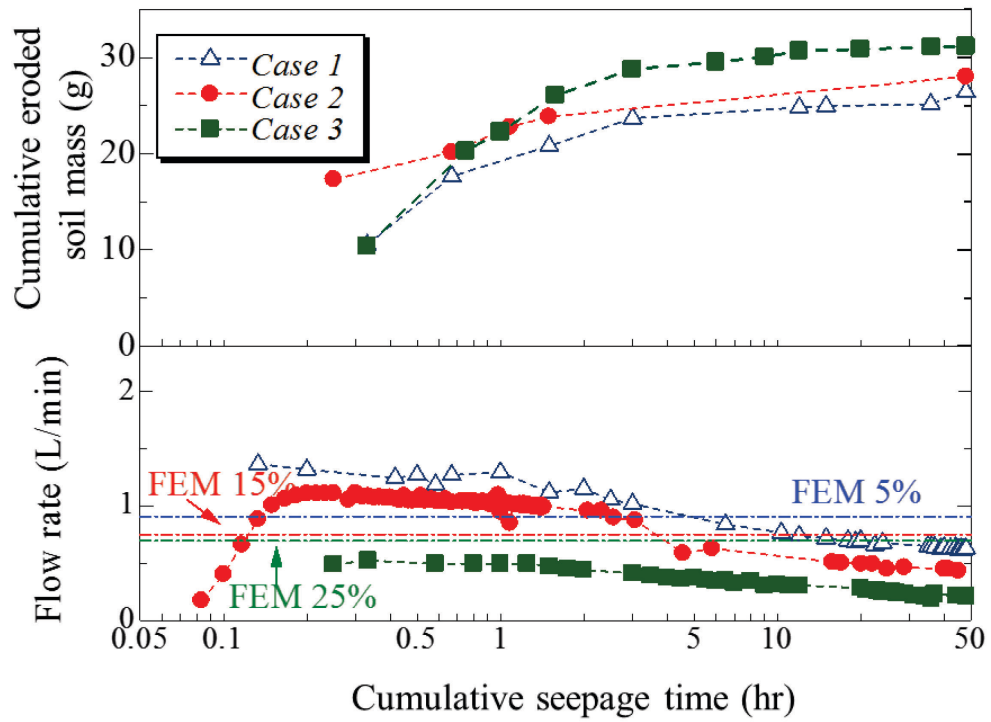 Cumulative eroded
soil mass (g)
30
20
10
0
Case 1
Case 2
Case 3
Flow rate (L/min)
2
1
0
FEM 15%
FEM 5%
FEM 25%
0.05 0.1 0.5 1 5 10 50
Cumulative seepage time (hr)